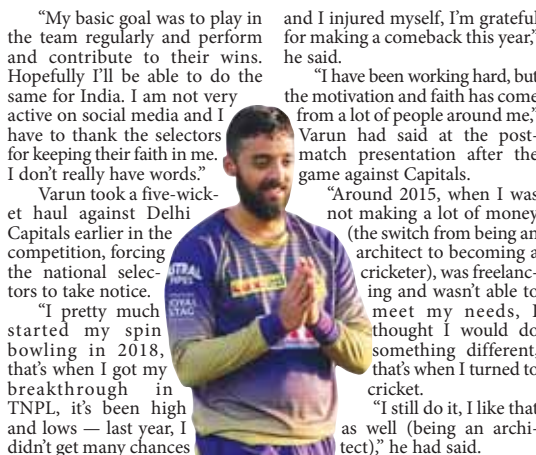 “My basic goal was to play in
the team regularly and perform
and contribute to their wins.
Hopefully I’ll be able to do the
same for India. I am not very
active on social media and I
have to thank the selectors
for keeping their faith in me.
I don’t really have words.”
Varun took a five-wick-
et haul against Delhi
Capitals earlier in the
competition, forcing
the national selec-
tors to take notice.
“I pretty much
started my spin
bowling in 2018,
that’s when I got my
breakthrough in
TNPL, it’s been high
and lows — last year, I
didn’t get many chances
and I injured myself, I’m grateful
for making a comeback this year,”
he said.
“I have been working hard, but
the motivation and faith has come
from a lot of people around me,”
Varun had said at the post-
match presentation after the
game against Capitals.
“Around 2015, when I was
not making a lot of money
(the switch from being an
architect to becoming a
cricketer), was freelanc-
ing and wasn’t able to
meet my needs, I
thought I would do
something different,
that’s when I turned to
cricket.
“I still do it, I like that
as well (being an archi-
tect),” he had said.
STAG